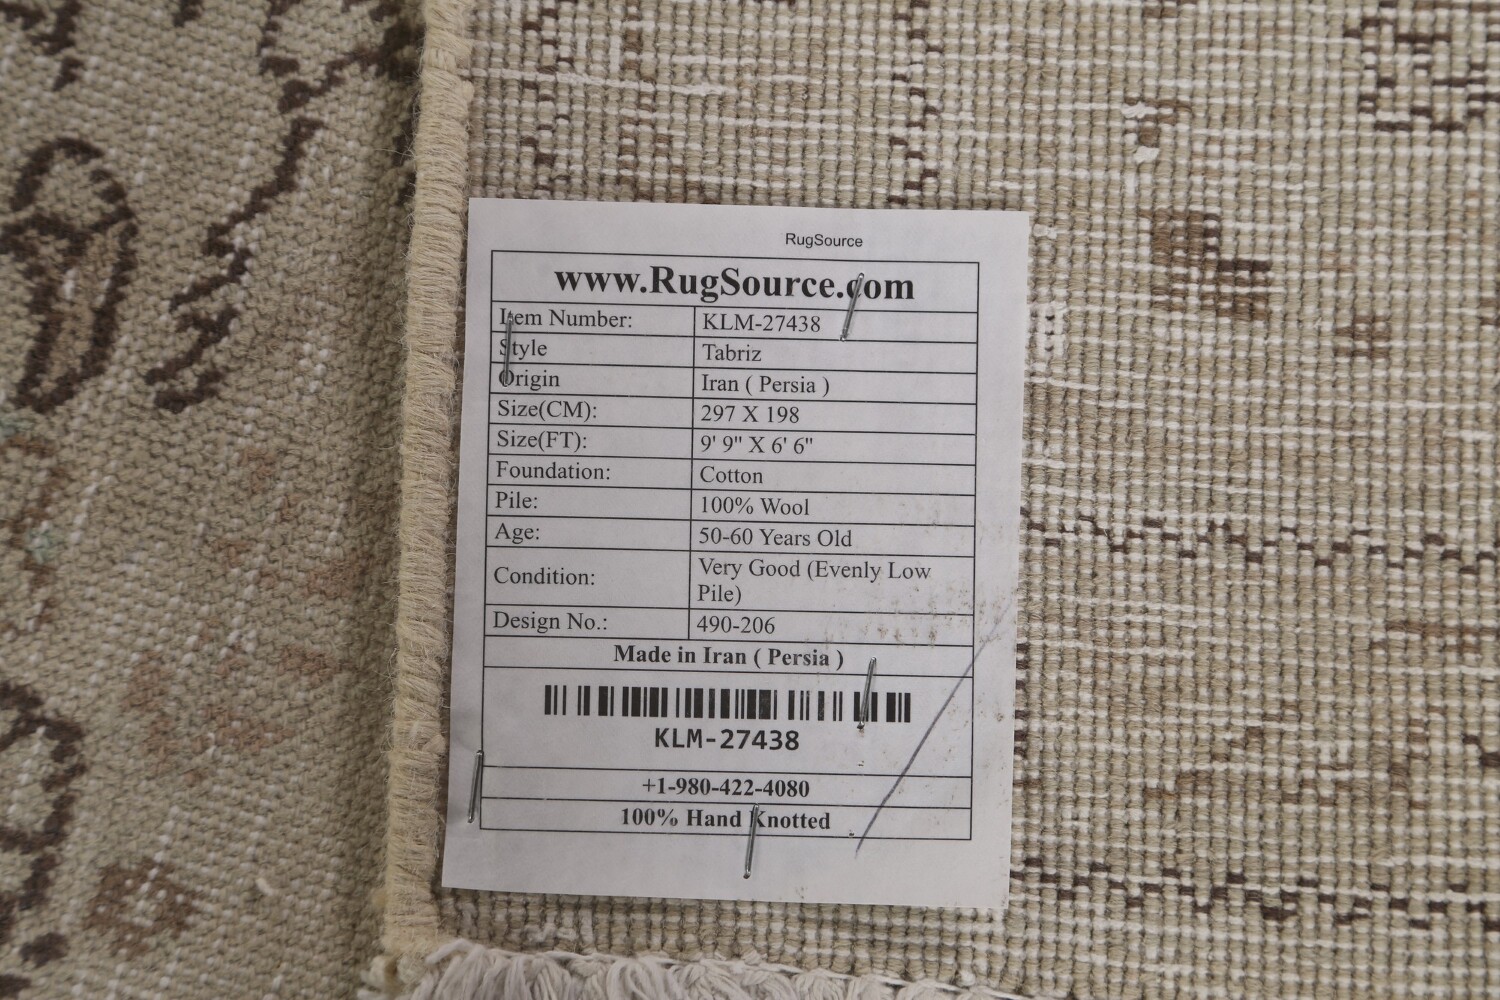 RugSource
www.RugSource.com
Item Number: KLM-27438
Style Tabriz
Origin Iran ( Persia )
Size(CM): 297 X 198
Size(FT): 9' 9" X 6' 6"
Foundation: Cotton
Pile: 100% Wool
Age: 50-60 Years Old
Condition: Very Good (Evenly Low
Pile)
Design No.: 490-206
Made in Iran ( Persia )
KLM-27438
+1-980-422-4080
100% Hand Knotted